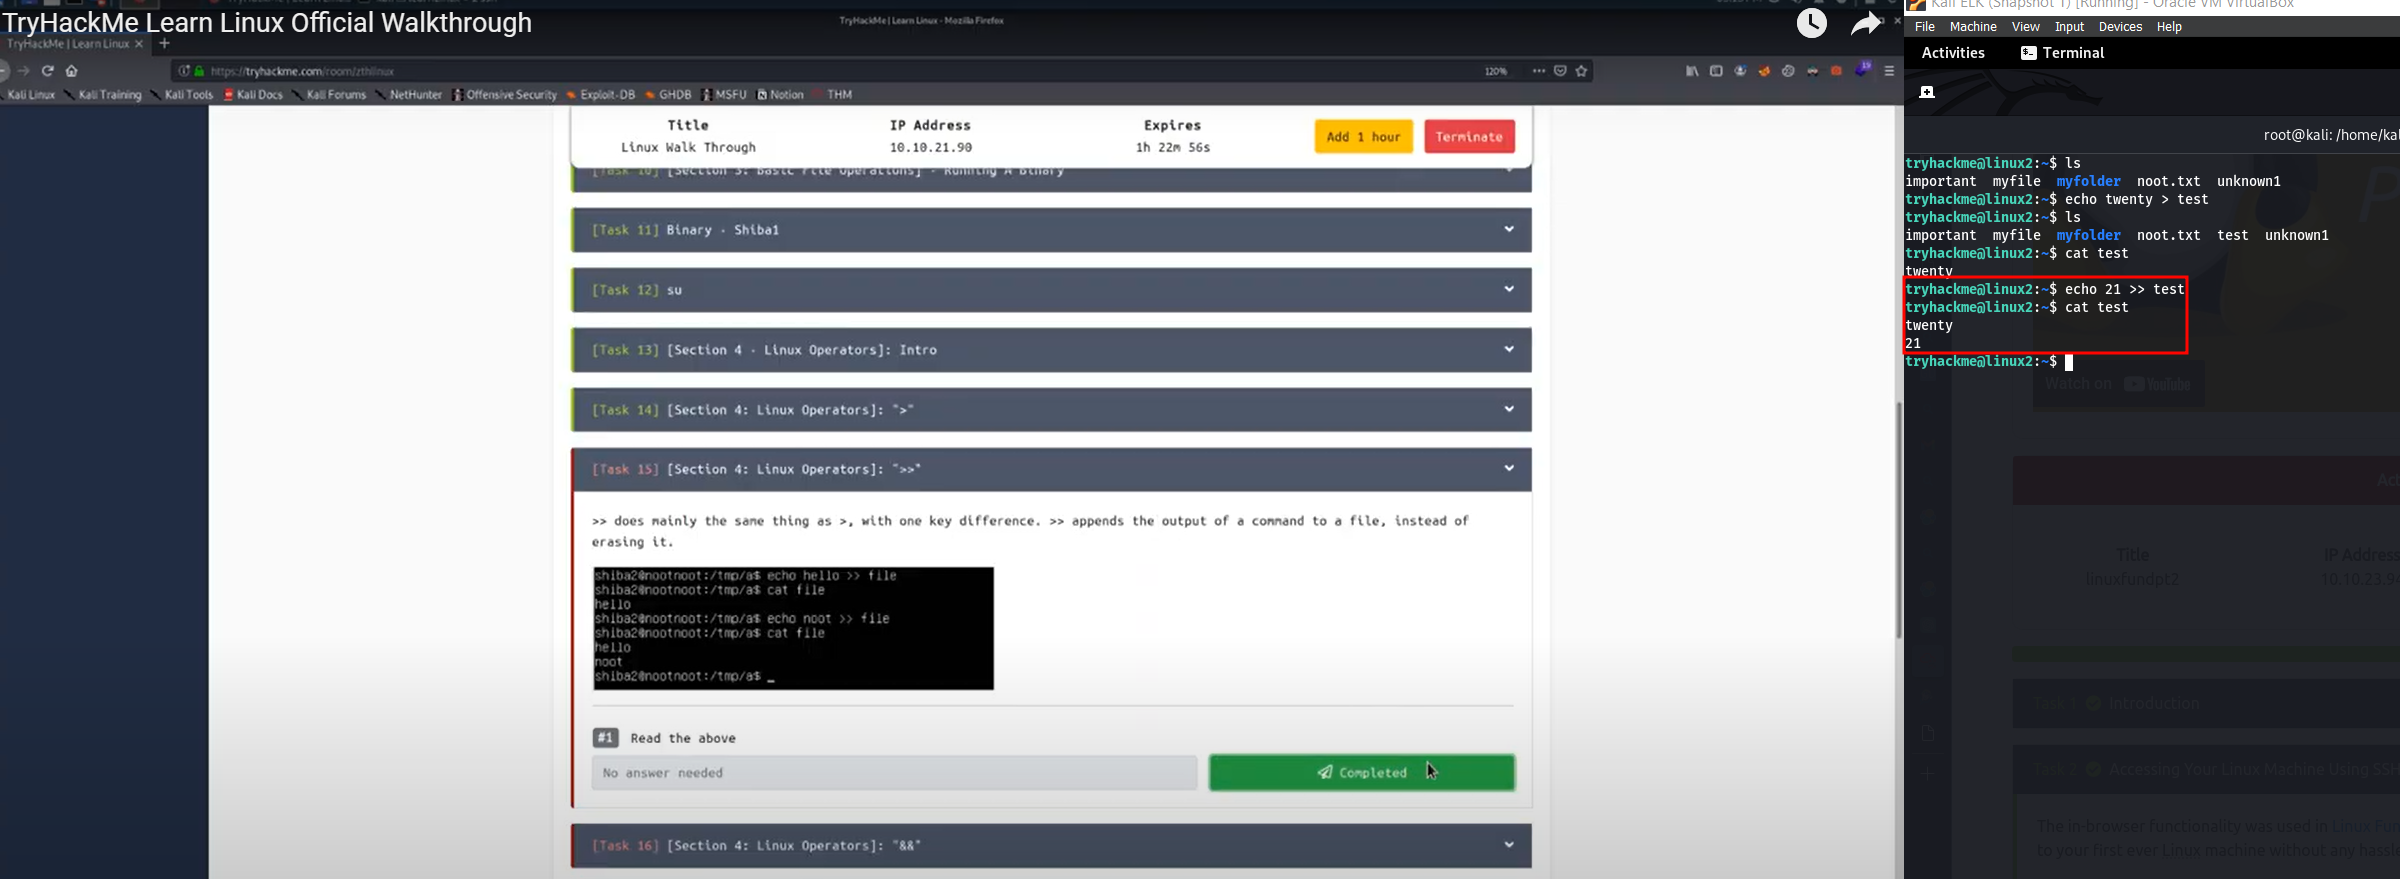 TryHackMe Learn Linux Official Walkthrough
TryHackMe | Learn Linux - Mozilla Firefox
TryHackMe | Learn Linux × +
https://tryhackme.com/room/zthlinux
120%
Kali Linux Kali Training Kali Tools Kali Docs Kali Forums NetHunter Offensive Security Exploit-DB GHDB MSFU Notion THM
Title IP Address Expires
Linux Walk Through 10.10.21.90 1h 22m 56s
Add 1 hour Terminate
[Task 10] [Section 3: Basic File Operations] - Running A Binary
[Task 11] Binary - Shiba1
[Task 12] su
[Task 13] [Section 4 - Linux Operators]: Intro
[Task 14] [Section 4: Linux Operators]: ">"
[Task 15] [Section 4: Linux Operators]: ">>"
>> does mainly the same thing as >, with one key difference. >> appends the output of a command to a file, instead of
erasing it.
shiba2@nootnoot:/tmp/a$ echo hello >> file
shiba2@nootnoot:/tmp/a$ cat file
hello
shiba2@nootnoot:/tmp/a$ echo noot >> file
shiba2@nootnoot:/tmp/a$ cat file
hello
noot
shiba2@nootnoot:/tmp/a$ _
#1 Read the above
No answer needed
Completed
[Task 16] [Section 4: Linux Operators]: "&&"
Kali ELK (Snapshot 1) [Running] - Oracle VM VirtualBox
File Machine View Input Devices Help
Activities Terminal
root@kali: /home/kal
tryhackme@linux2:~$ ls
important myfile myfolder noot.txt unknown1
tryhackme@linux2:~$ echo twenty > test
tryhackme@linux2:~$ ls
important myfile myfolder noot.txt test unknown1
tryhackme@linux2:~$ cat test
twenty
tryhackme@linux2:~$ echo 21 >> test
tryhackme@linux2:~$ cat test
twenty
21
tryhackme@linux2:~$
Watch on YouTube
Title IP Address
linuxfundpt2 10.10.23.9
Introduction
Task 2 Accessing Your Linux Machine Using SSH
The in-browser functionality was used in Linux Fun
to your first ever Linux machine without any hassle